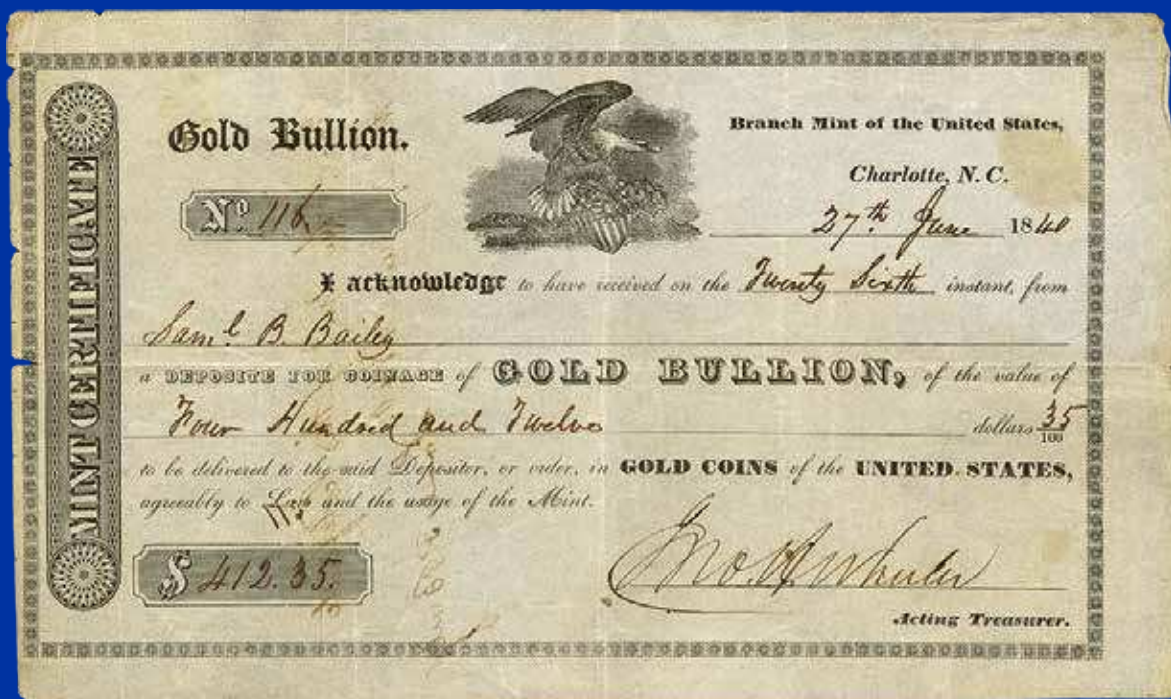 MINT CERTIFICATE
Gold Bullion.
Branch Mint of the United States,
Charlotte, N. C.
No 116
27th June 1840
I acknowledge to have received on the Twenty Sixth instant, from
Saml B. Bailey
a DEPOSITE FOR COINAGE of GOLD BULLION, of the value of
Four Hundred and Twelve dollars 35/100
to be delivered to the said Depositor, or order, in GOLD COINS of the UNITED STATES,
agreeably to Law and the usage of the Mint.
$ 412.35.
Jno. H. Wheeler
Acting Treasurer.